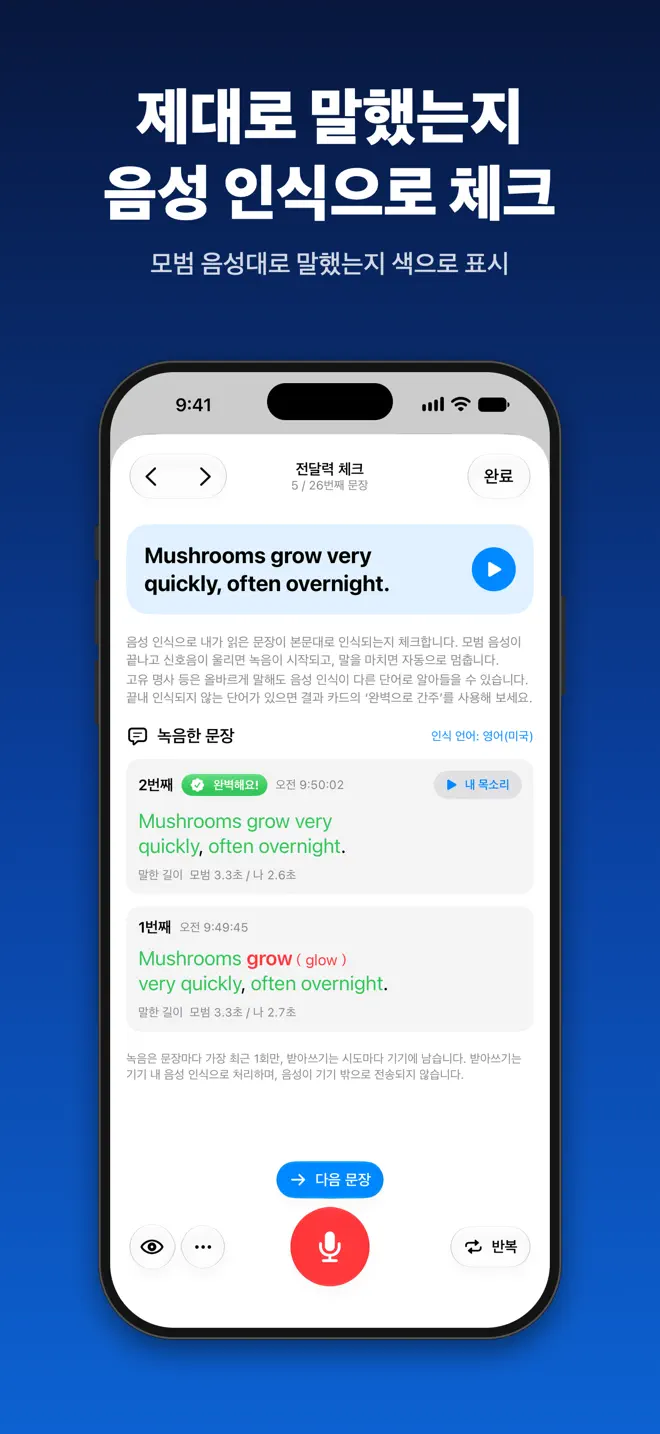 제대로 말했는지
음성 인식으로 체크
모범 음성대로 말했는지 색으로 표시
9:41
전달력 체크
5 / 26번째 문장
완료
Mushrooms grow very
quickly, often overnight.
음성 인식으로 내가 읽은 문장이 본문대로 인식되는지 체크합니다. 모범 음성이
끝나고 신호음이 울리면 녹음이 시작되고, 말을 마치면 자동으로 멈춥니다.
고유 명사 등은 올바르게 말해도 음성 인식이 다른 단어로 알아들을 수 있습니다.
끝내 인식되지 않는 단어가 있으면 결과 카드의 ‘완벽으로 간주’를 사용해 보세요.
녹음한 문장
인식 언어: 영어(미국)
2번째 완벽해요! 오전 9:50:02
내 목소리
Mushrooms grow very
quickly, often overnight.
말한 길이 모범 3.3초 / 나 2.6초
1번째 오전 9:49:45
Mushrooms grow ( glow )
very quickly, often overnight.
말한 길이 모범 3.3초 / 나 2.7초
녹음은 문장마다 가장 최근 1회만, 받아쓰기는 시도마다 기기에 남습니다. 받아쓰기는
기기 내 음성 인식으로 처리하며, 음성이 기기 밖으로 전송되지 않습니다.
다음 문장
반복